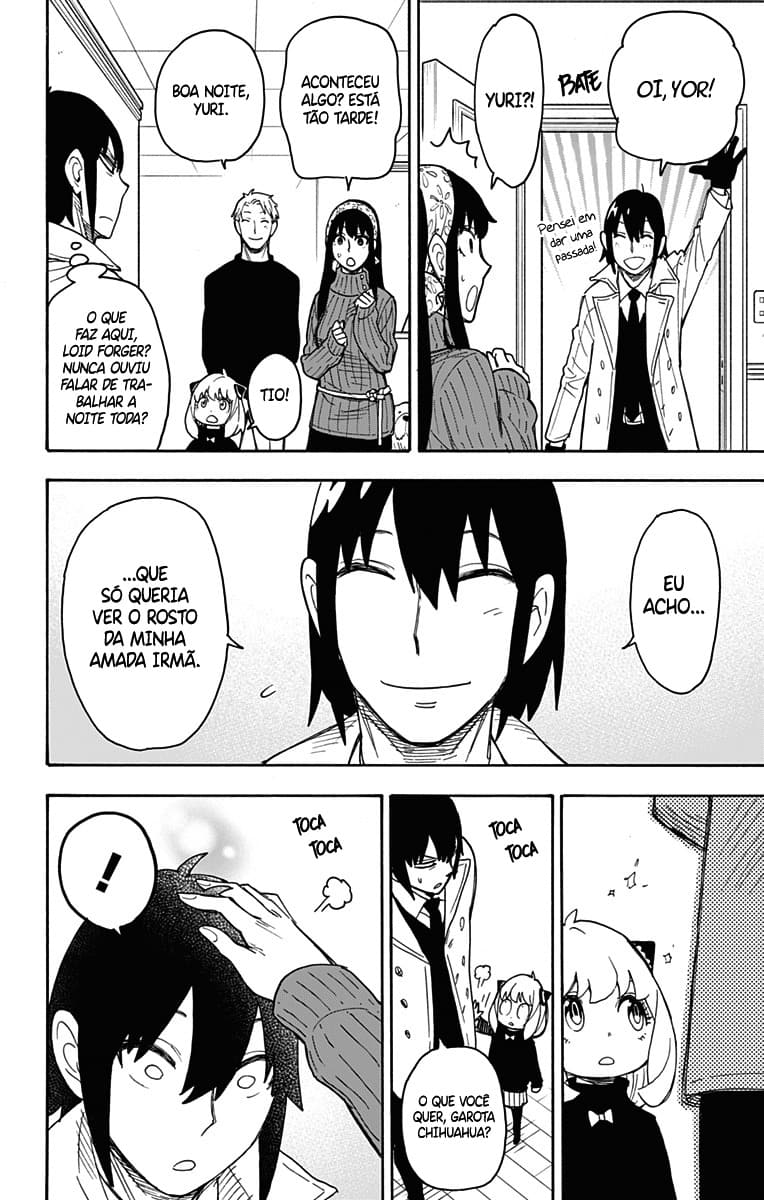 OI, YOR!
BATE
YURI?!
Pensei em
dar uma
passada!
ACONTECEU
ALGO? ESTÁ
TÃO TARDE!
BOA NOITE,
YURI.
TIO!
O QUE
FAZ AQUI,
LOID FORGER?
NUNCA OUVI
FALAR DE TRA-
BALHAR A
NOITE TODA?
EU
ACHO...
...QUE
SÓ QUERIA
VER O ROSTO
DA MINHA
AMADA IRMÃ.
TOCA
TOCA
O QUE VOCÊ
QUER, GAROTA
CHIHUAHUA?
TOCA
TOCA
!